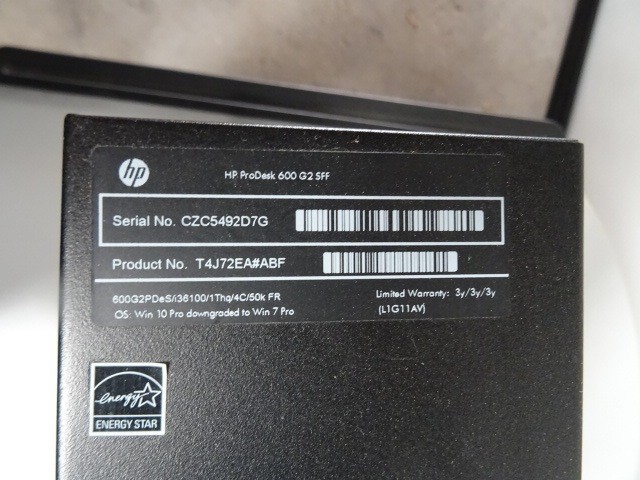 hp
HP ProDesk 600 G2 SFF
Serial No. CZC5492D7G
Product No. T4J72EA#ABF
600G2PDeS/i36100/1Thq/4C/50k FR
OS: Win 10 Pro downgraded to Win 7 Pro
Limited Warranty: 3y/3y/3y
(L1G11AV)
energy
ENERGY STAR